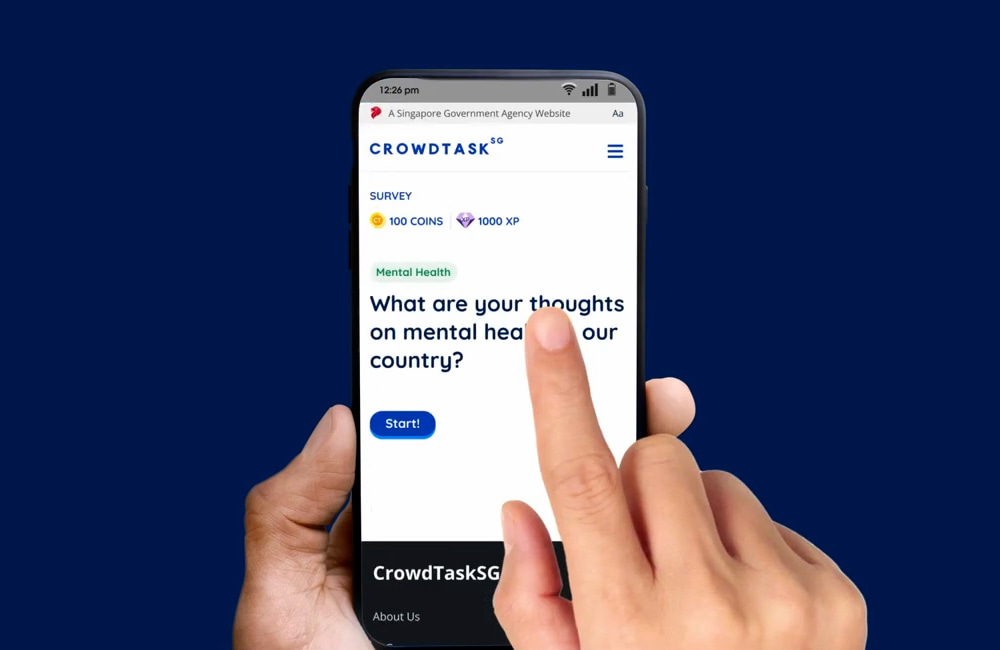 12:26 pm
A Singapore Government Agency Website Aa
CROWDTASK SG
SURVEY
100 COINS 1000 XP
Mental Health
What are your thoughts
on mental hea our
country?
Start!
CrowdTaskSG
About Us